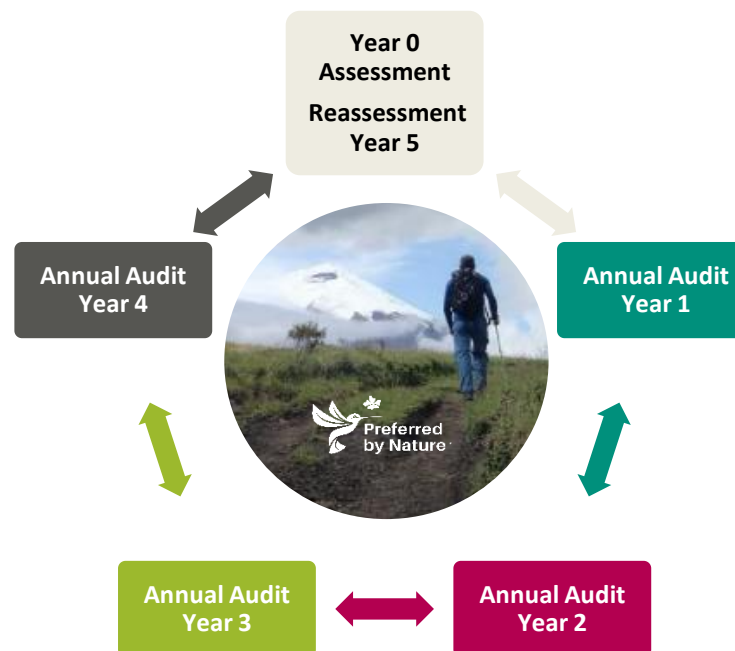 Year 0
Assessment
Reassessment
Year 5
Annual Audit
Year 4
Annual Audit
Year 1
Preferred
by Nature
Annual Audit
Year 3
Annual Audit
Year 2